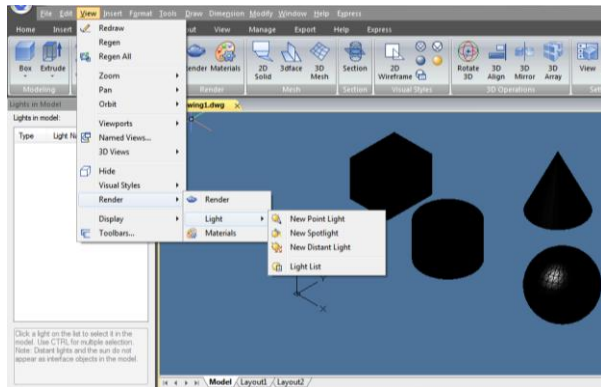 File Edit View Insert Format Tools Draw Dimension Modify Window Help Express
Home Insert out View Manage Export Help Express
Box Extrude
ender Materials
2D Solid 3dface 3D Mesh
Section
2D Wireframe
Rotate 3D 3D Align 3D Mirror 3D Array
View
Modeling Render Mesh Section Visual Styles 3D Operations
Redraw
Regen
Regen All
Zoom
Pan
Orbit
Viewports
Named Views...
3D Views
Hide
Visual Styles
Render
Display
Toolbars...
Render
Light
Materials
New Point Light
New Spotlight
New Distant Light
Light List
Lights in Model
Lights in model:
Type Light Na
wing1.dwg
Click a light on the list to select it in the
model. Use CTRL for multiple selection.
Note: Distant lights and the sun do not
appear as interface objects in the model.
Y
X
Model Layout1 Layout2